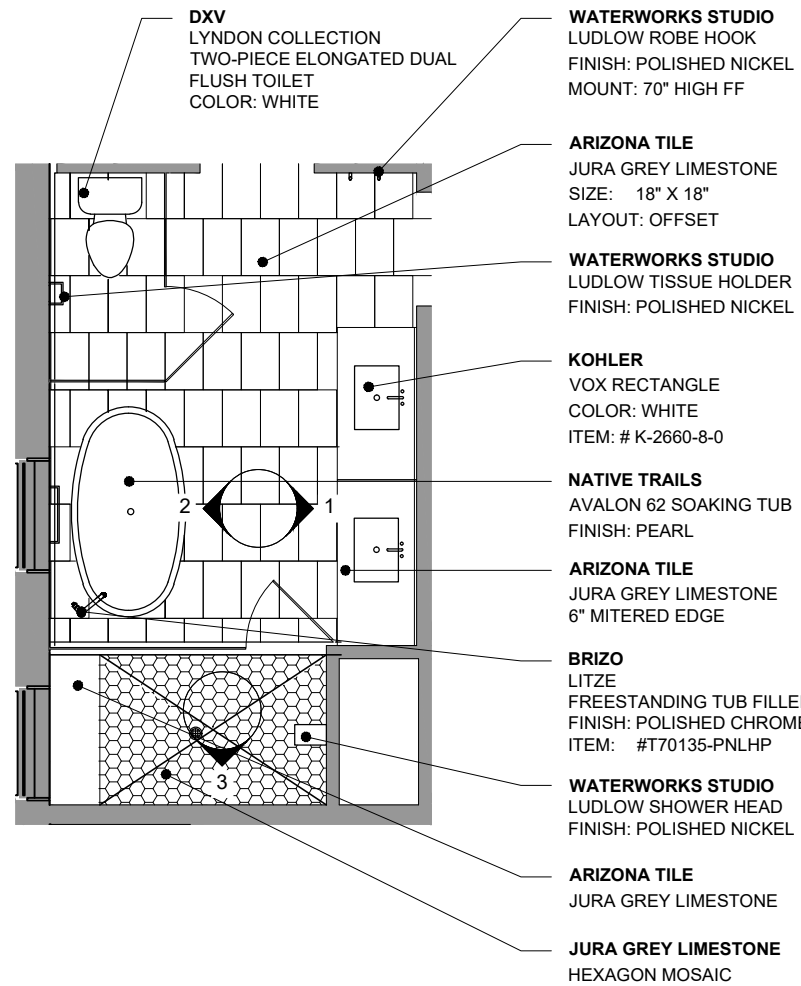 DXV
LYNDON COLLECTION
TWO-PIECE ELONGATED DUAL
FLUSH TOILET
COLOR: WHITE
WATERWORKS STUDIO
LUDLOW ROBE HOOK
FINISH: POLISHED NICKEL
MOUNT: 70" HIGH FF
ARIZONA TILE
JURA GREY LIMESTONE
SIZE: 18" X 18"
LAYOUT: OFFSET
WATERWORKS STUDIO
LUDLOW TISSUE HOLDER
FINISH: POLISHED NICKEL
KOHLER
VOX RECTANGLE
COLOR: WHITE
ITEM: # K-2660-8-0
NATIVE TRAILS
AVALON 62 SOAKING TUB
FINISH: PEARL
2 1
ARIZONA TILE
JURA GREY LIMESTONE
6" MITERED EDGE
BRIZO
LITZE
FREESTANDING TUB FILLE
FINISH: POLISHED CHROME
ITEM: #T70135-PNLHP
3
WATERWORKS STUDIO
LUDLOW SHOWER HEAD
FINISH: POLISHED NICKEL
ARIZONA TILE
JURA GREY LIMESTONE
JURA GREY LIMESTONE
HEXAGON MOSAIC